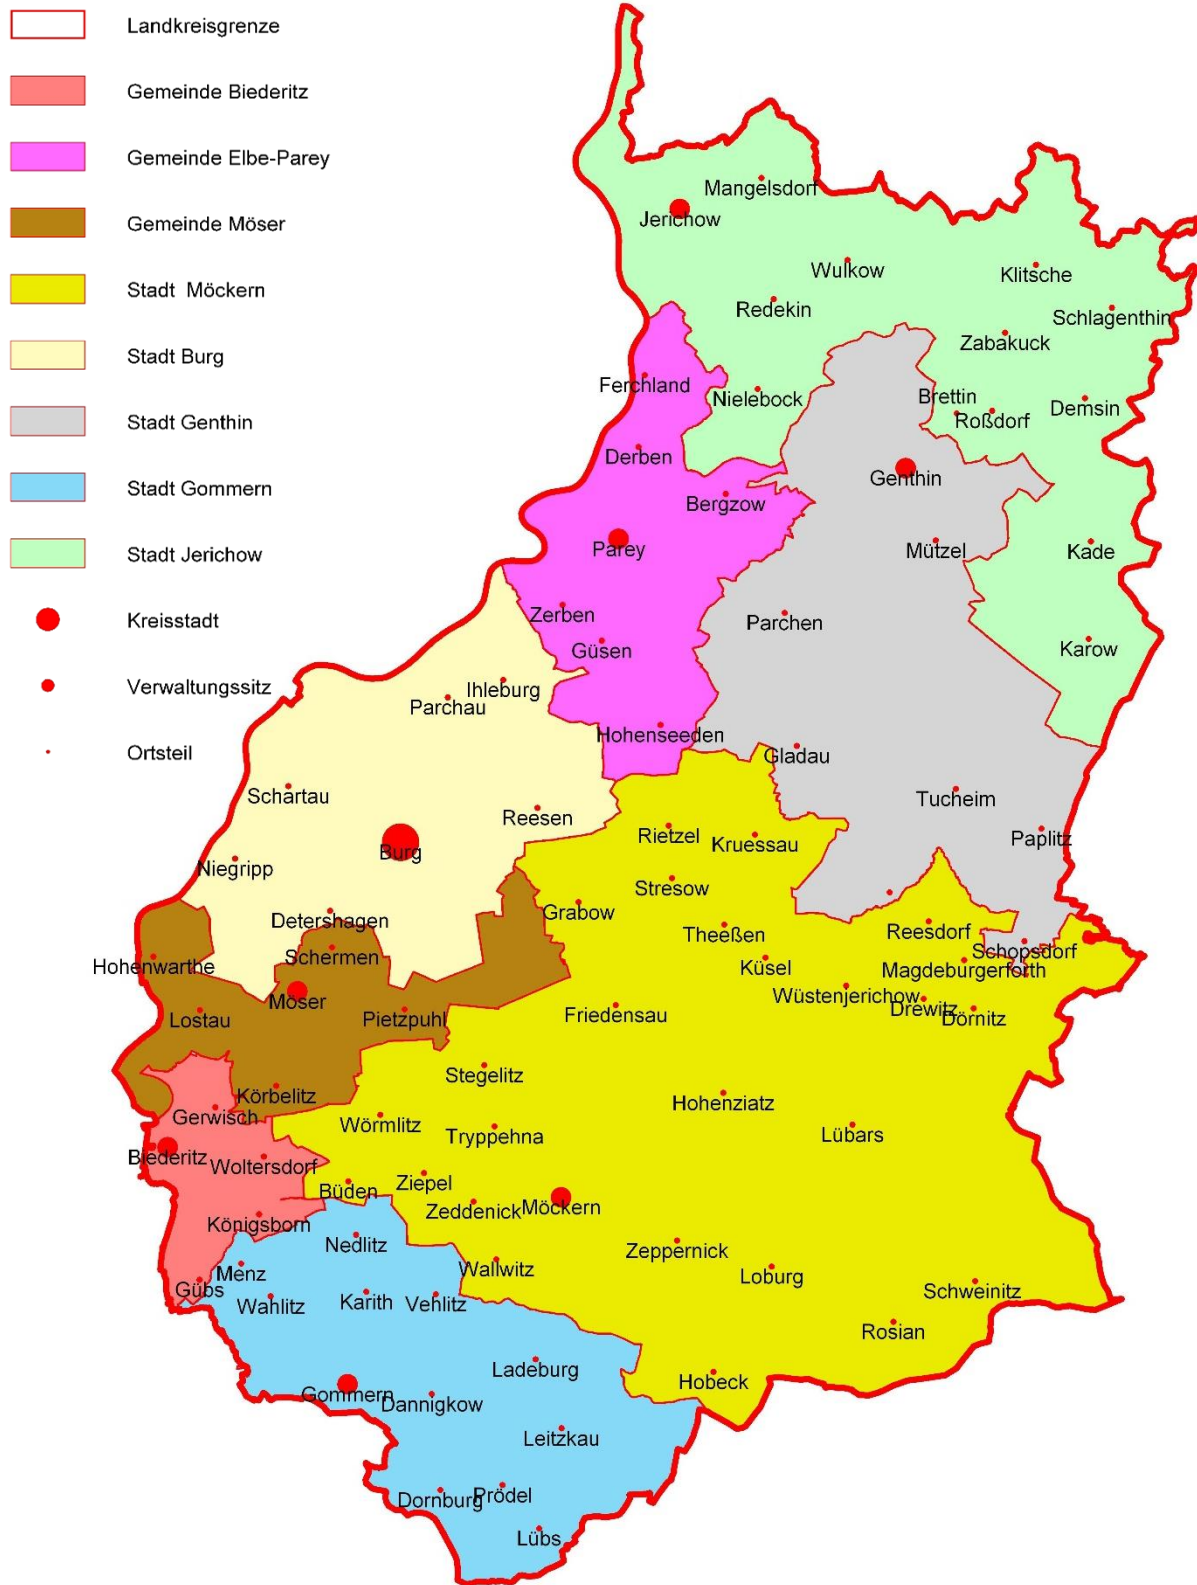 Landkreisgrenze
Gemeinde Biederitz
Gemeinde Elbe-Parey
Gemeinde Möser
Stadt Möckern
Stadt Burg
Stadt Genthin
Stadt Gommern
Stadt Jerichow
Kreisstadt
Verwaltungssitz
Ortsteil
Mangelsdorf
Jerichow
Wulkow
Klitsche
Redekin
Schlagenthin
Zabakuck
Ferchland
Nielebock
Brettin
Roßdorf
Demsin
Derben
Genthin
Bergzow
Parey
Mützel
Kade
Zerben
Parchen
Güsen
Karow
Ihleburg
Parchau
Hohenseeden
Gladau
Schartau
Tucheim
Reesen
Rietzel
Kruessau
Paplitz
Burg
Niegripp
Stresow
Grabow
Detershagen
Theeßen
Reesdorf
Schermen
Schopsdorf
Hohenwarthe
Küsel
Magdeburgerforth
Möser
Wüstenjerichow
Lostau
Pietzpuhl
Friedensau
Drewitz
Dörnitz
Stegelitz
Körbelitz
Hohenziatz
Gerwisch
Wörmlitz
Tryppehna
Lübars
Biederitz
Woltersdorf
Büden
Ziepel
Zeddenick
Möckern
Königsborn
Nedlitz
Zeppernick
Menz
Wallwitz
Loburg
Gübs
Wahlitz
Karith
Vehlitz
Schweinitz
Rosian
Ladeburg
Hobeck
Gommern
Dannigkow
Leitzkau
Dornburg
Prödel
Lübs